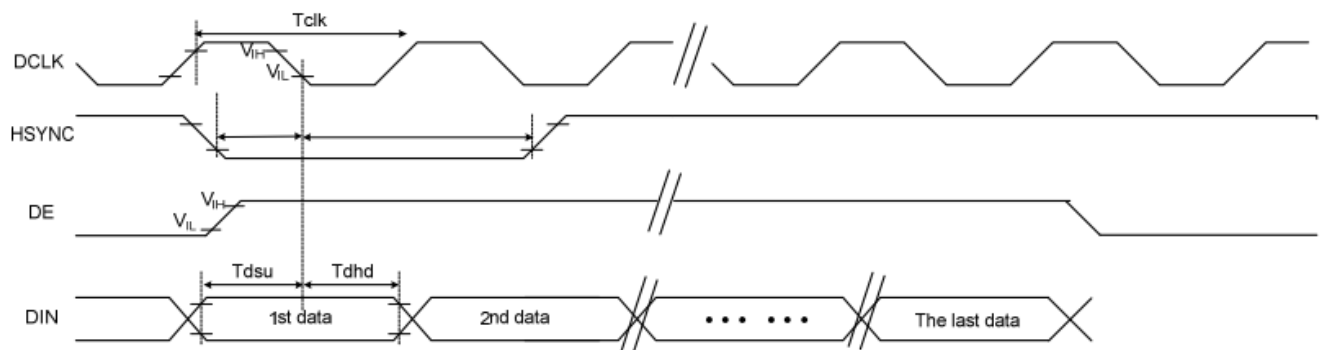 Tclk
DCLK
VIH
VIL
HSYNC
DE
VIH
VIL
Tdsu
Tdhd
DIN
1st data
2nd data
••• •••
The last data